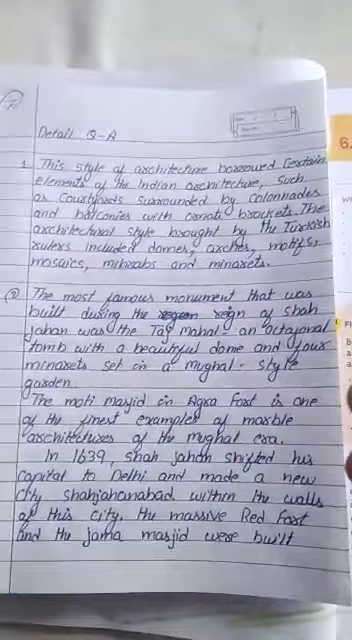 Detail Q-A
1. This style of architecture borrowed Certain
elements of the Indian architecture, Such
as Courtyards Surrounded by Colonnades
and balconies with ornate brackets. The
architectural style brought by the Turkish
rulers included domes, arches, motifs,
mosaics, mihrabs and minarets.
② The most famous monument that was
built during the reign of shah
jahan was the Taj mahal - an octagonal
tomb with a beautiful dome and four
minarets set in a mughal - style
garden.
The moti masjid in Agra Fort is one
of the finest examples of marble
architectures of the mughal era.
In 1639, shah Jahan shifted his
capital to Delhi and made a new
city shahjahanabad within the walls
of this city. The massive Red Fort
and the Jama masjid were built
6.